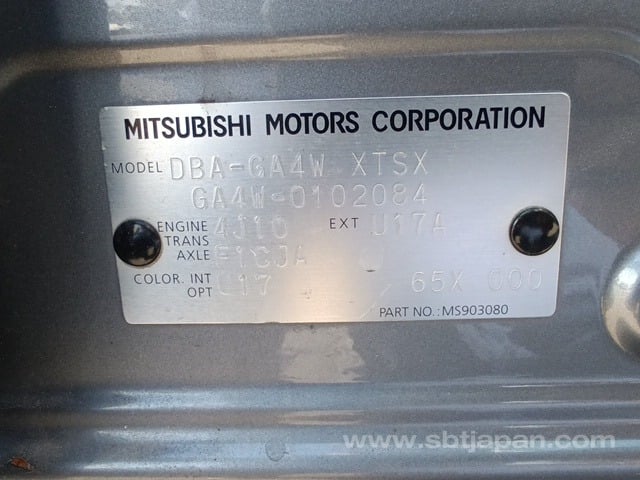 MITSUBISHI MOTORS CORPORATION
MODEL DBA-GA4W XTSX
GA4W-0102084
ENGINE 4J10 EXT U17A
TRANS
AXLE F1CJA
COLOR. INT 17 65X 000
OPT
PART NO.: MS903080
www.sbtjapan.com